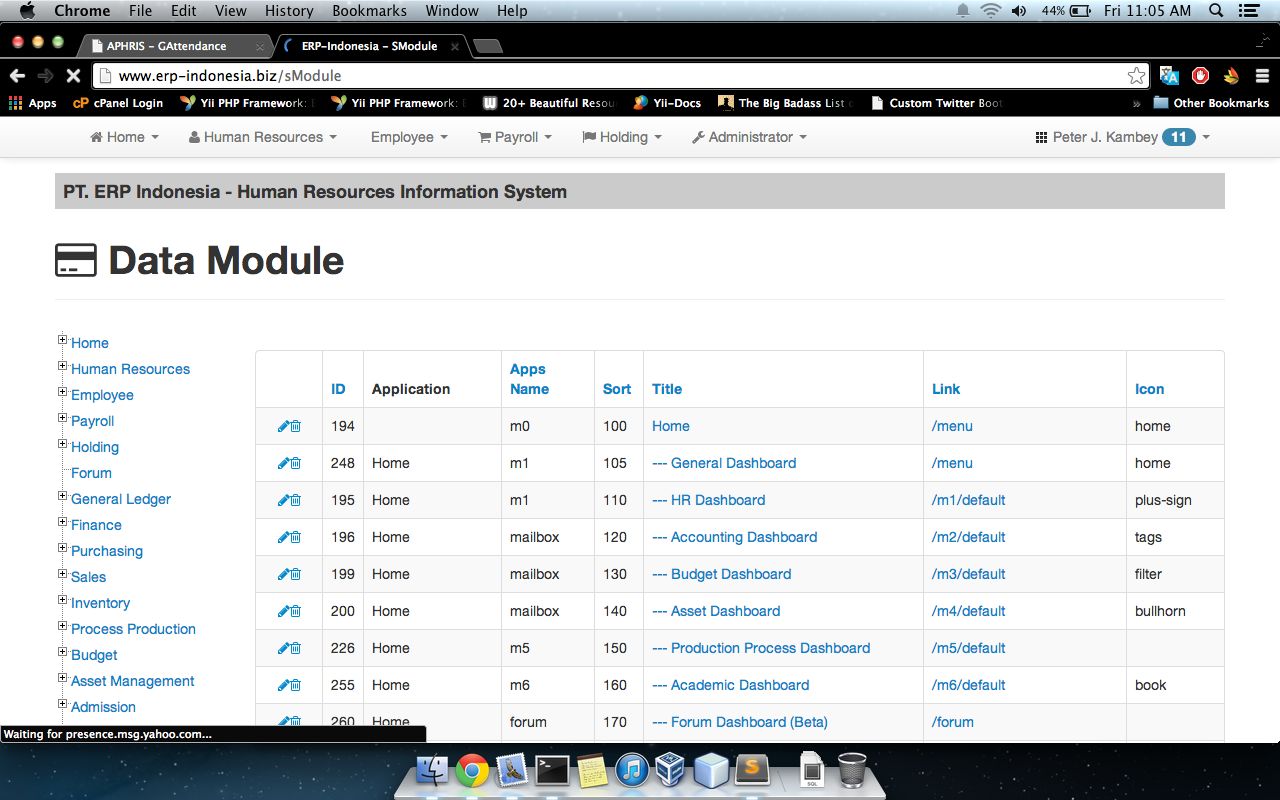 Chrome File Edit View History Bookmarks Window Help 44% Fri 11:05 AM
APHRIS – GAttendance ERP-Indonesia – SModule
www.erp-indonesia.biz/sModule
Apps cP cPanel Login Yii PHP Framework: Yii PHP Framework: 20+ Beautiful Resou Yii-Docs The Big Badass List Custom Twitter Boot » Other Bookmarks
Home Human Resources Employee Payroll Holding Administrator Peter J. Kambey 11
PT. ERP Indonesia - Human Resources Information System
Data Module
Home
Human Resources
Employee
Payroll
Holding
Forum
General Ledger
Finance
Purchasing
Sales
Inventory
Process Production
Budget
Asset Management
Admission
ID Application Apps Name Sort Title Link Icon
194 m0 100 Home /menu home
248 Home m1 105 --- General Dashboard /menu home
195 Home m1 110 --- HR Dashboard /m1/default plus-sign
196 Home mailbox 120 --- Accounting Dashboard /m2/default tags
199 Home mailbox 130 --- Budget Dashboard /m3/default filter
200 Home mailbox 140 --- Asset Dashboard /m4/default bullhorn
226 Home m5 150 --- Production Process Dashboard /m5/default
255 Home m6 160 --- Academic Dashboard /m6/default book
260 Home forum 170 --- Forum Dashboard (Beta) /forum
Waiting for presence.msg.yahoo.com...
SQL